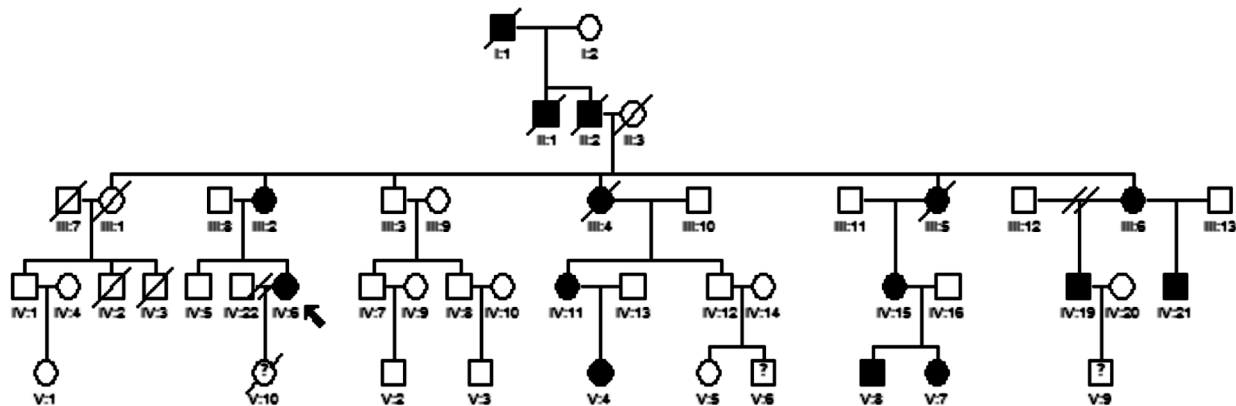 I:1 I:2
II:1 II:2 II:3
III:7 III:1 III:8 III:2 III:3 III:9 III:4 III:10 III:11 III:5 III:12 III:6 III:13
IV:1 IV:4 IV:2 IV:3 IV:5 IV:22 IV:6 IV:7 IV:9 IV:8 IV:10 IV:11 IV:13 IV:12 IV:14 IV:15 IV:16 IV:19 IV:20 IV:21
? ? ?
V:1 V:10 V:2 V:3 V:4 V:5 V:6 V:8 V:7 V:9